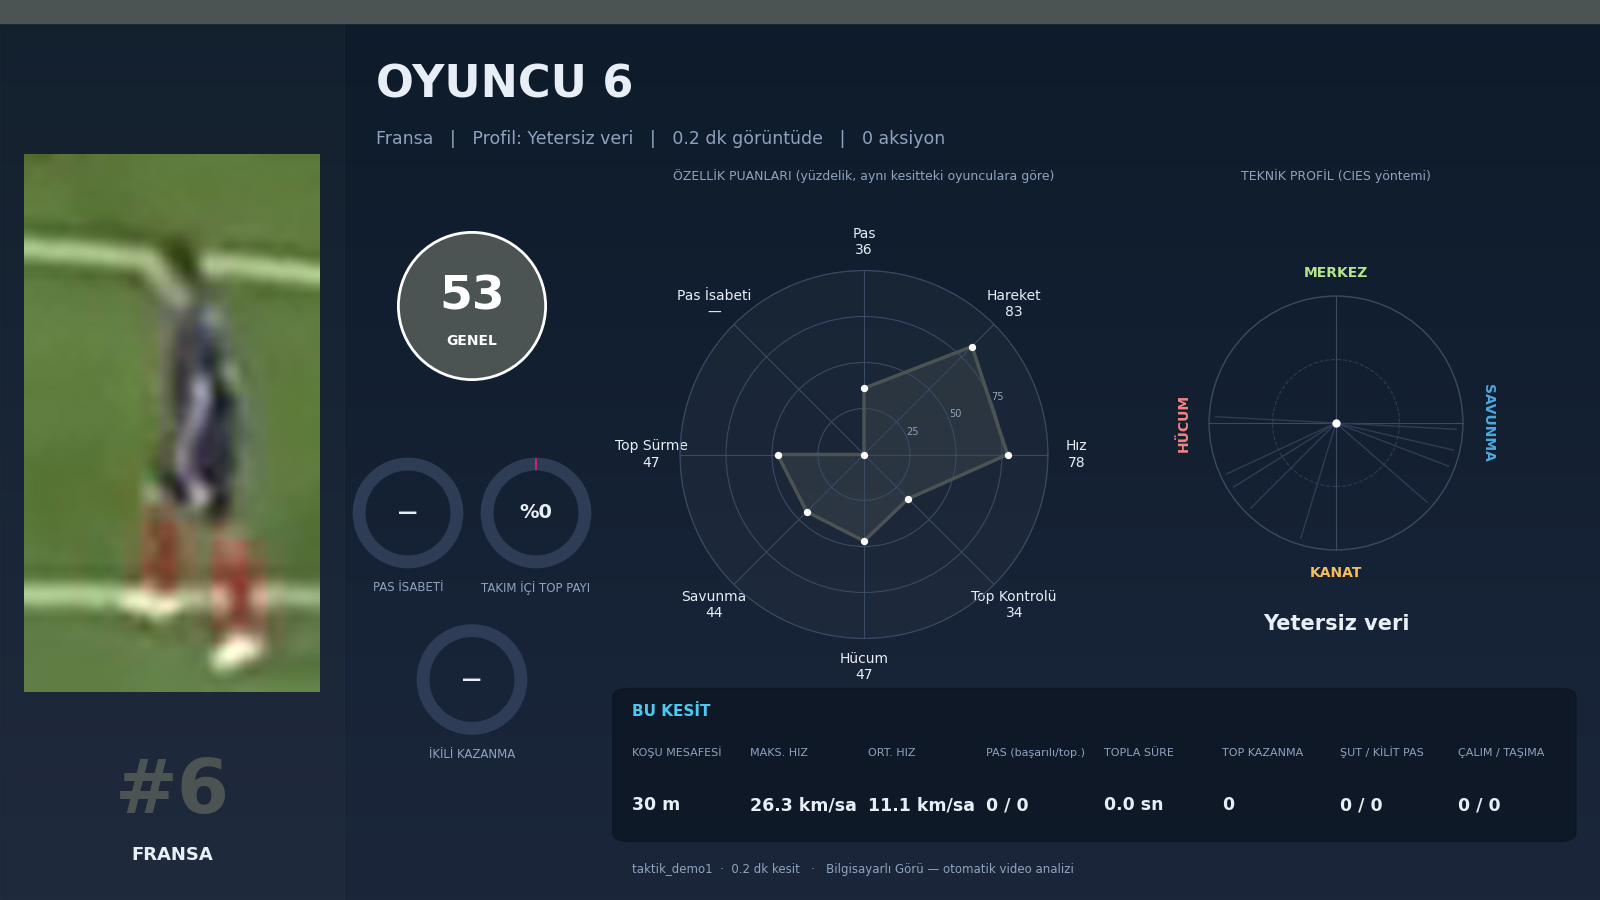 OYUNCU 6
Fransa | Profil: Yetersiz veri | 0.2 dk görüntüde | 0 aksiyon
ÖZELLİK PUANLARI (yüzdelik, aynı kesitteki oyunculara göre)
TEKNİK PROFİL (CIES yöntemi)
53
GENEL
—
PAS İSABETİ
%0
TAKIM İÇİ TOP PAYI
—
İKİLİ KAZANMA
Pas
36
Hareket
83
Hız
78
Top Kontrolü
34
Hücum
47
Savunma
44
Top Sürme
47
Pas İsabeti
—
25
50
75
MERKEZ
HÜCUM
SAVUNMA
KANAT
Yetersiz veri
#6
FRANSA
BU KESİT
KOŞU MESAFESİ MAKS. HIZ ORT. HIZ PAS (başarılı/top.) TOPLA SÜRE TOP KAZANMA ŞUT / KİLİT PAS ÇALIM / TAŞIMA
30 m 26.3 km/sa 11.1 km/sa 0 / 0 0.0 sn 0 0 / 0 0 / 0
taktik_demo1 · 0.2 dk kesit · Bilgisayarlı Görü — otomatik video analizi